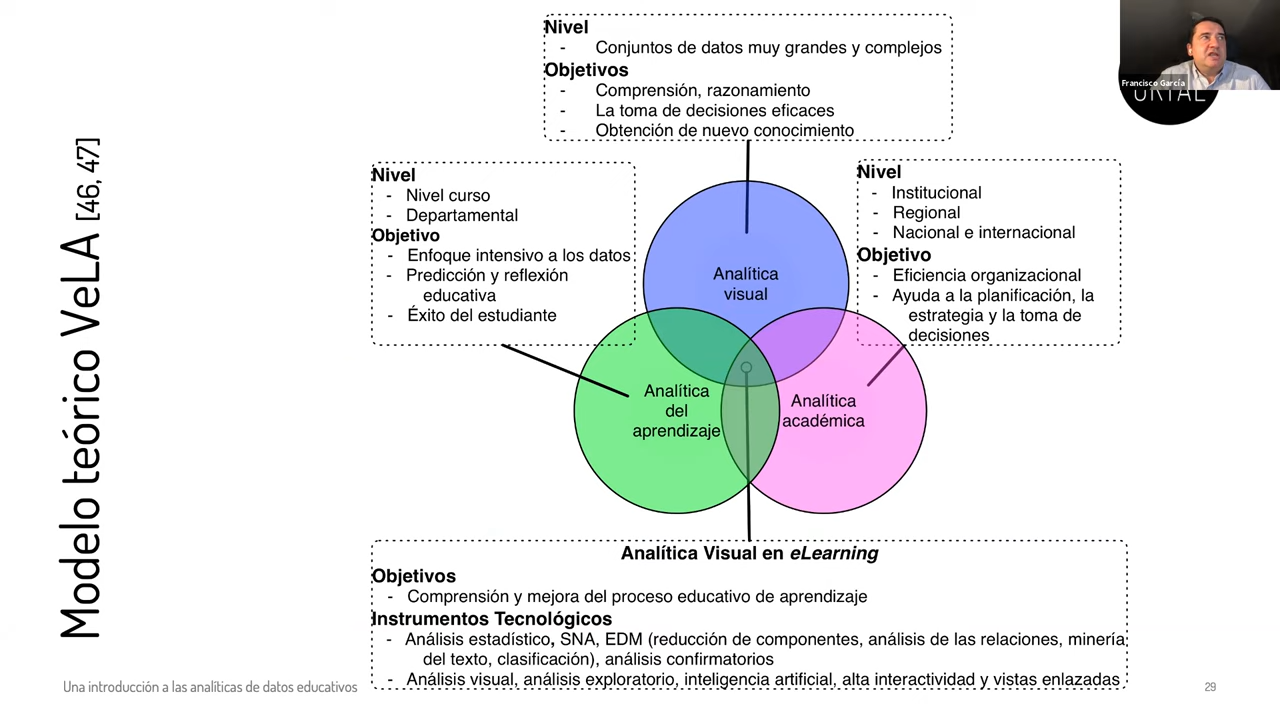 Modelo teórico VeLA [46, 47]
Nivel
- Conjuntos de datos muy grandes y complejos
Objetivos
- Comprensión, razonamiento
- La toma de decisiones eficaces
- Obtención de nuevo conocimiento
Francisco García
Nivel
- Nivel curso
- Departamental
Objetivo
- Enfoque intensivo a los datos
- Predicción y reflexión
educativa
- Éxito del estudiante
Nivel
- Institucional
- Regional
- Nacional e internacional
Objetivo
- Eficiencia organizacional
- Ayuda a la planificación, la
estrategia y la toma de
decisiones
Analítica
visual
Analítica
del
aprendizaje
Analítica
académica
Analítica Visual en eLearning
Objetivos
- Comprensión y mejora del proceso educativo de aprendizaje
Instrumentos Tecnológicos
- Análisis estadístico, SNA, EDM (reducción de componentes, análisis de las relaciones, minería
del texto, clasificación), análisis confirmatorios
- Análisis visual, análisis exploratorio, inteligencia artificial, alta interactividad y vistas enlazadas
Una introducción a las analíticas de datos educativos
29